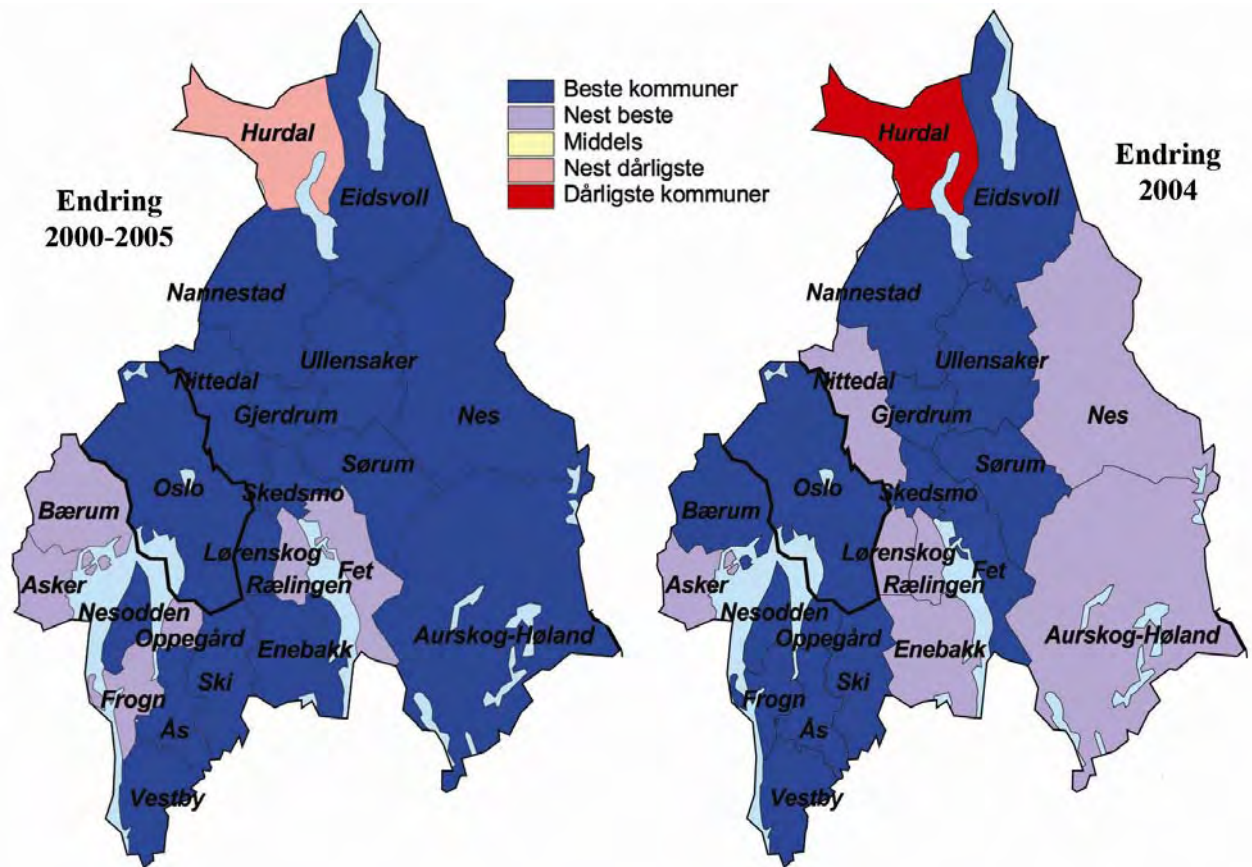 Endring
2000-2005
Hurdal
Eidsvoll
Nannestad
Ullensaker
Nittedal
Gjerdrum
Nes
Sørum
Oslo
Skedsmo
Bærum
Lørenskog
Asker
Rælingen
Fet
Nesodden
Oppegård
Enebakk
Aurskog-Høland
Ski
Frogn
Ås
Vestby
Beste kommuner
Nest beste
Middels
Nest dårligste
Dårligste kommuner
Endring
2004
Hurdal
Eidsvoll
Nannestad
Ullensaker
Nittedal
Gjerdrum
Nes
Sørum
Oslo
Skedsmo
Bærum
Lørenskog
Asker
Rælingen
Fet
Nesodden
Oppegård
Enebakk
Aurskog-Høland
Ski
Frogn
Ås
Vestby